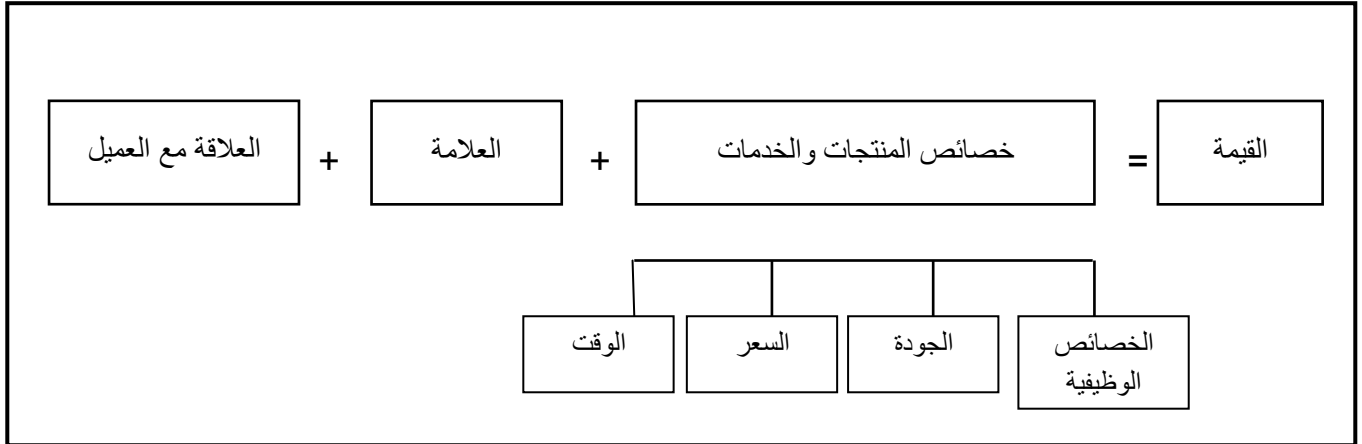 القيمة
=
خصائص المنتجات والخدمات
+
العلامة
+
العلاقة مع العميل
الخصائص
الوظيفية
الجودة
السعر
الوقت